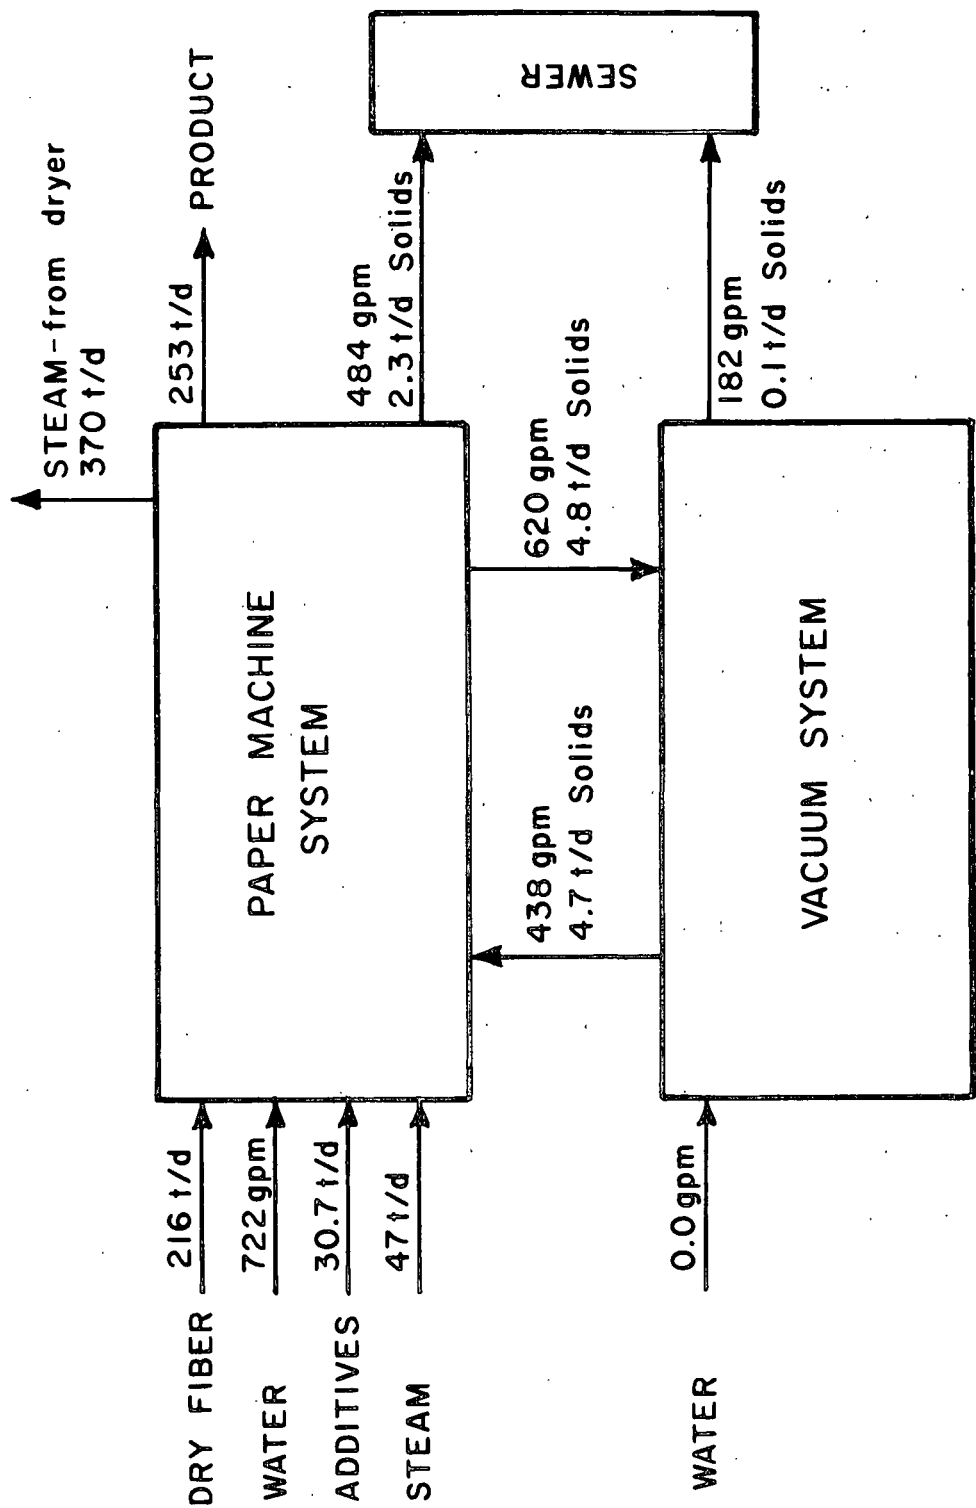 STEAM-from dryer
370 t/d
253 t/d
PRODUCT
DRY FIBER
216 t/d
WATER
722 gpm
ADDITIVES
30.7 t/d
STEAM
47 t/d
PAPER MACHINE
SYSTEM
484 gpm
2.3 t/d Solids
SEWER
438 gpm
4.7 t/d Solids
620 gpm
4.8 t/d Solids
WATER
0.0 gpm
VACUUM SYSTEM
182 gpm
0.1 t/d Solids